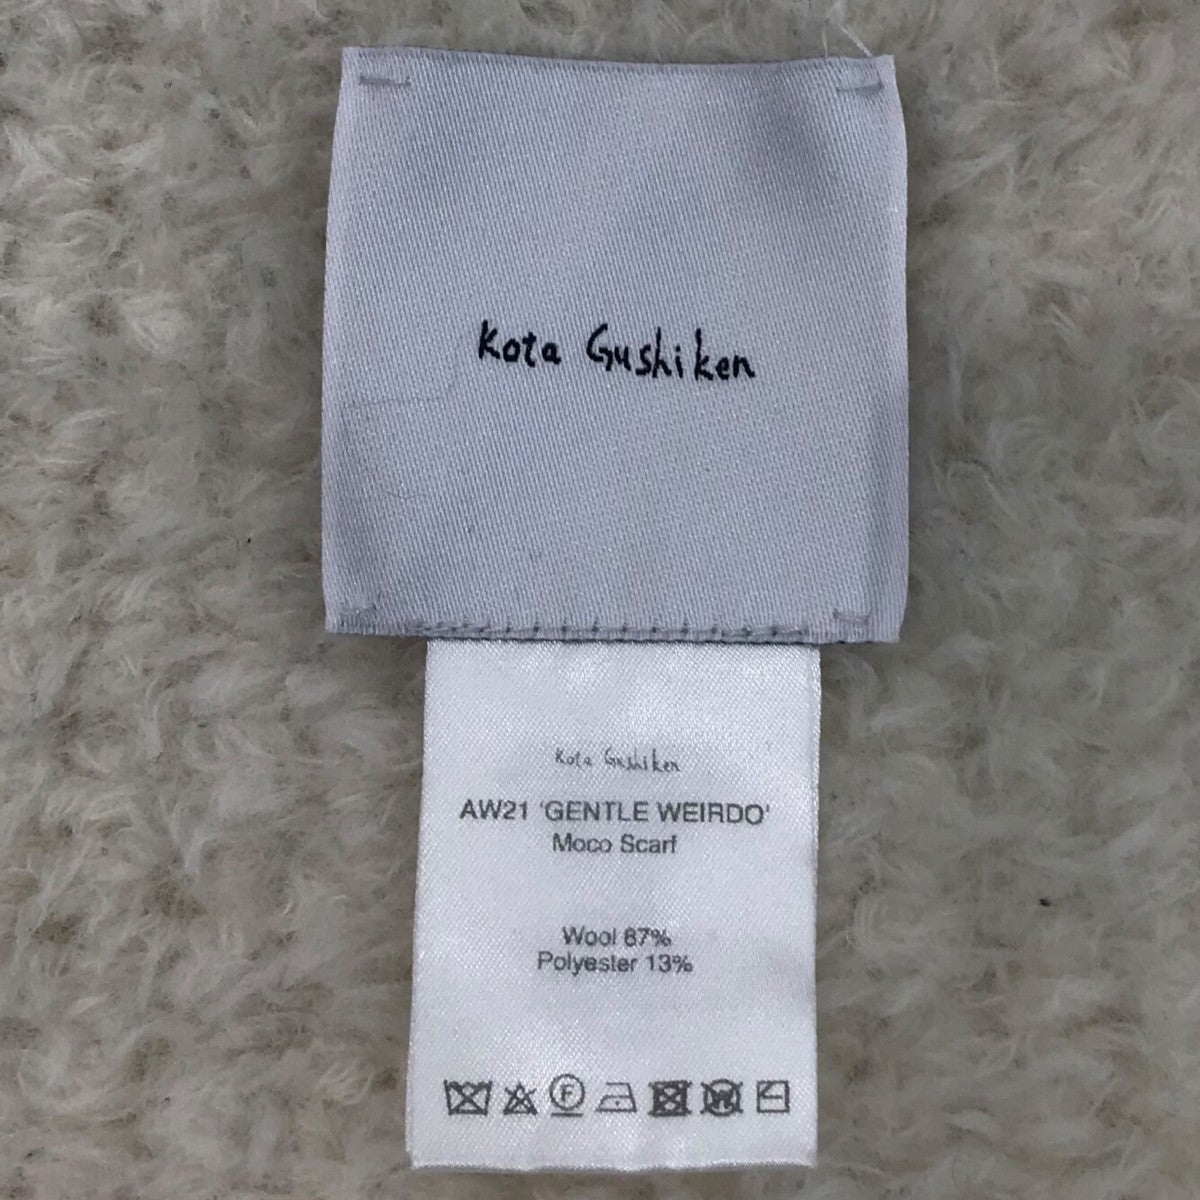 Kota Gushiken
Kota Gushiken
AW21 'GENTLE WEIRDO'
Moco Scarf
Wool 87%
Polyester 13%
F
W